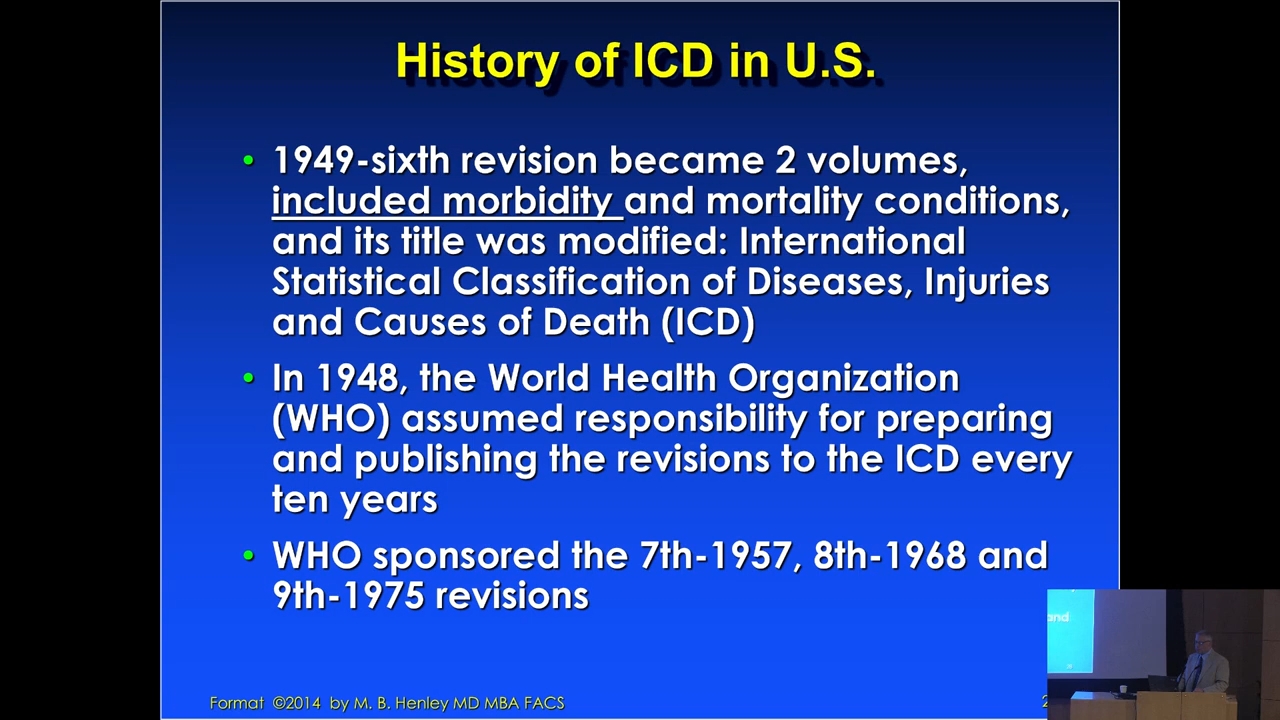 History of ICD in U.S.
• 1949-sixth revision became 2 volumes,
included morbidity and mortality conditions,
and its title was modified: International
Statistical Classification of Diseases, Injuries
and Causes of Death (ICD)
• In 1948, the World Health Organization
(WHO) assumed responsibility for preparing
and publishing the revisions to the ICD every
ten years
• WHO sponsored the 7th-1957, 8th-1968 and
9th-1975 revisions
Format ©2014 by M. B. Henley MD MBA FACS
and